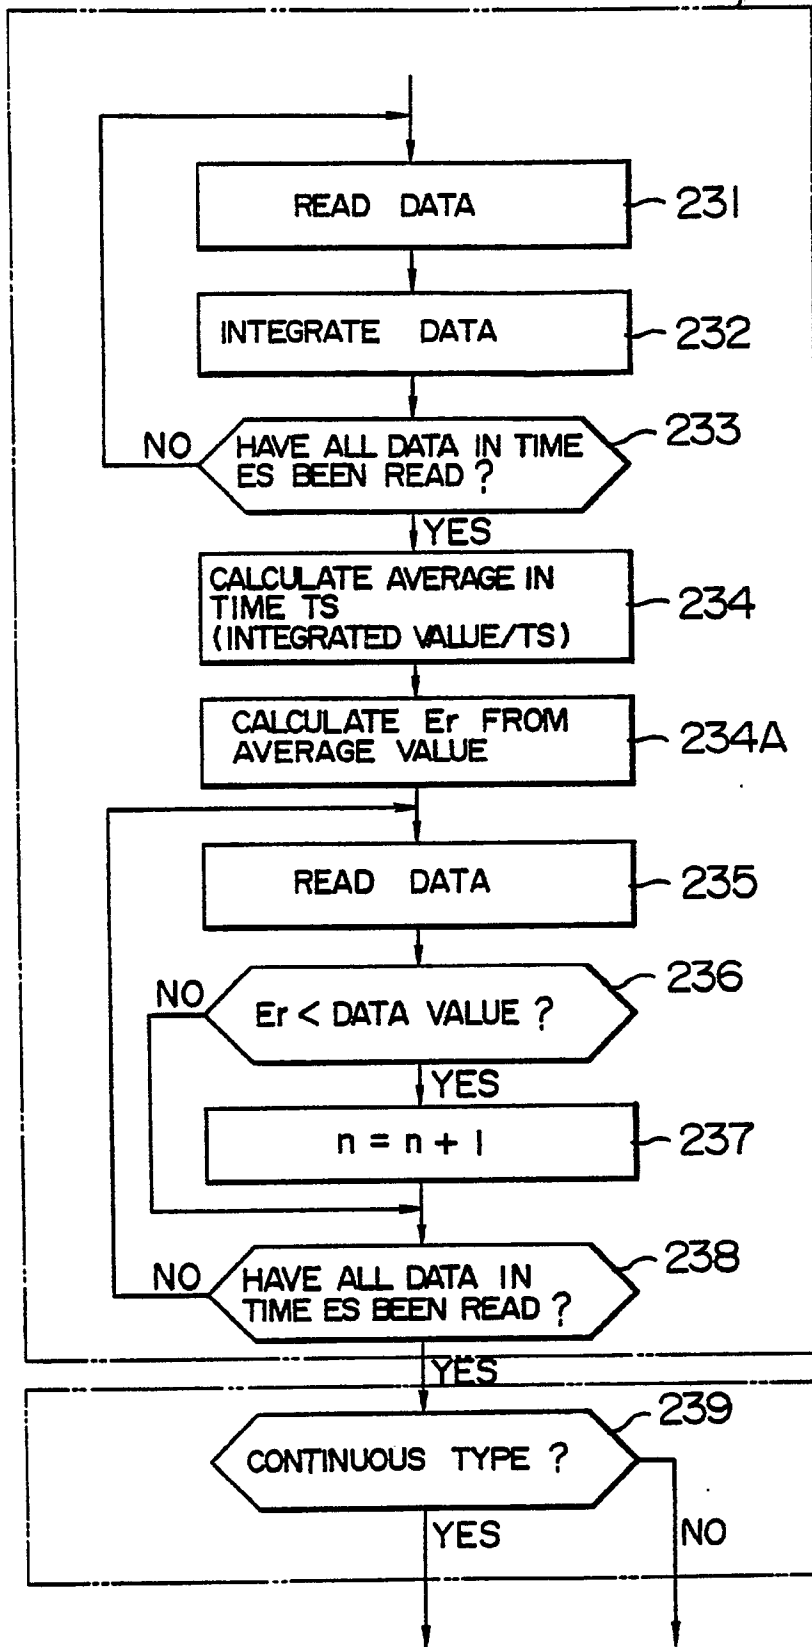 READ DATA
231
INTEGRATE DATA
232
NO
HAVE ALL DATA IN TIME
ES BEEN READ ?
233
YES
CALCULATE AVERAGE IN
TIME TS
(INTEGRATED VALUE/TS)
234
CALCULATE Er FROM
AVERAGE VALUE
234A
READ DATA
235
NO
Er < DATA VALUE ?
236
YES
n = n + 1
237
NO
HAVE ALL DATA IN
TIME ES BEEN READ ?
238
YES
CONTINUOUS TYPE ?
239
YES
NO